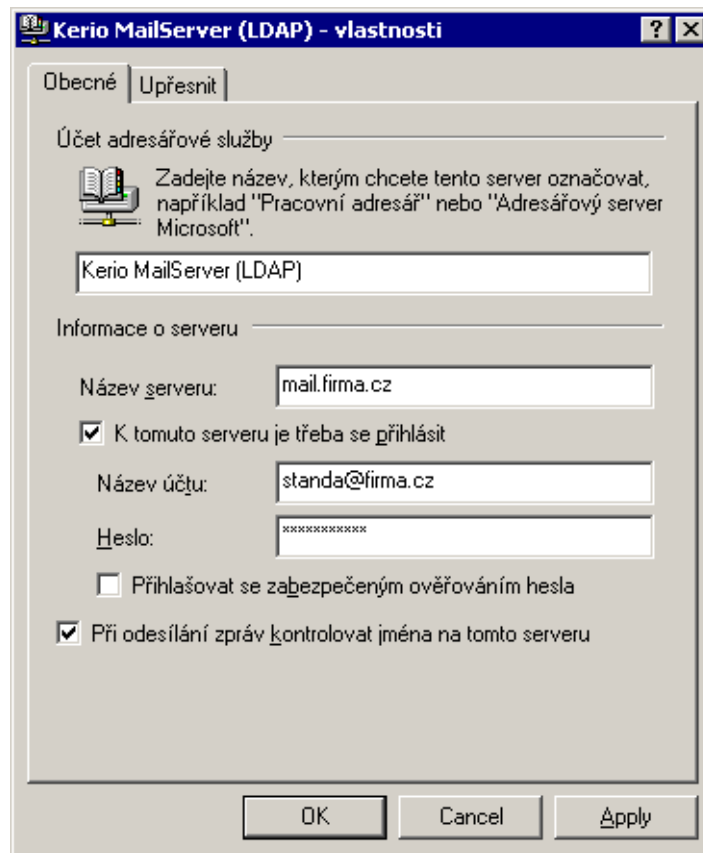 Kerio MailServer (LDAP) - vlastnosti
Obecné
Upřesnit
Účet adresářové služby
Zadejte název, kterým chcete tento server označovat,
například "Pracovní adresář" nebo "Adresářový server
Microsoft".
Kerio MailServer (LDAP)
Informace o serveru
Název serveru:
mail.firma.cz
K tomuto serveru je třeba se přihlásit
Název účtu:
standa@firma.cz
Heslo:
***********
Přihlašovat se zabezpečeným ověřováním hesla
Při odesílání zpráv kontrolovat jména na tomto serveru
OK
Cancel
Apply